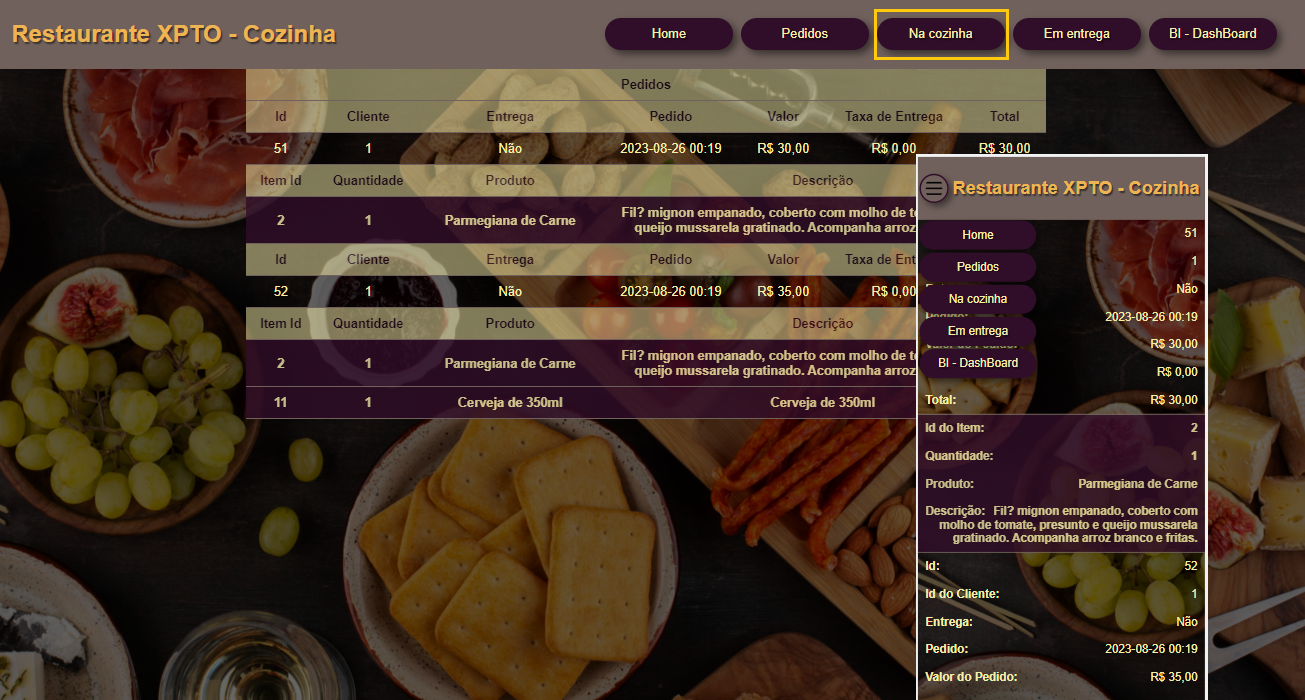 Restaurante XPTO - Cozinha
Home Pedidos Na cozinha Em entrega BI - DashBoard
Pedidos
Id Cliente Entrega Pedido Valor Taxa de Entrega Total
51 1 Não 2023-08-26 00:19 R$ 30,00 R$ 0,00 R$ 30,00
Item Id Quantidade Produto Descrição
2 1 Parmegiana de Carne Fil? mignon empanado, coberto com molho de
queijo mussarela gratinado. Acompanha arroz
Id Cliente Entrega Pedido Valor Taxa de
52 1 Não 2023-08-26 00:19 R$ 35,00 R$ 0,00
Item Id Quantidade Produto Descrição
2 1 Parmegiana de Carne Fil? mignon empanado, coberto com molho de
queijo mussarela gratinado. Acompanha arroz
11 1 Cerveja de 350ml Cerveja de 350ml
Restaurante XPTO - Cozinha
Home 51
1
Pedidos
Não
Na cozinha
2023-08-26 00:19
Em entrega
R$ 30,00
BI - DashBoard
R$ 0,00
Total: R$ 30,00
Id do Item: 2
Quantidade: 1
Produto: Parmegiana de Carne
Descrição: Fil? mignon empanado, coberto com
molho de tomate, presunto e queijo mussarela
gratinado. Acompanha arroz branco e fritas.
Id: 52
Id do Cliente: 1
Entrega: Não
Pedido: 2023-08-26 00:19
Valor do Pedido: R$ 35,00